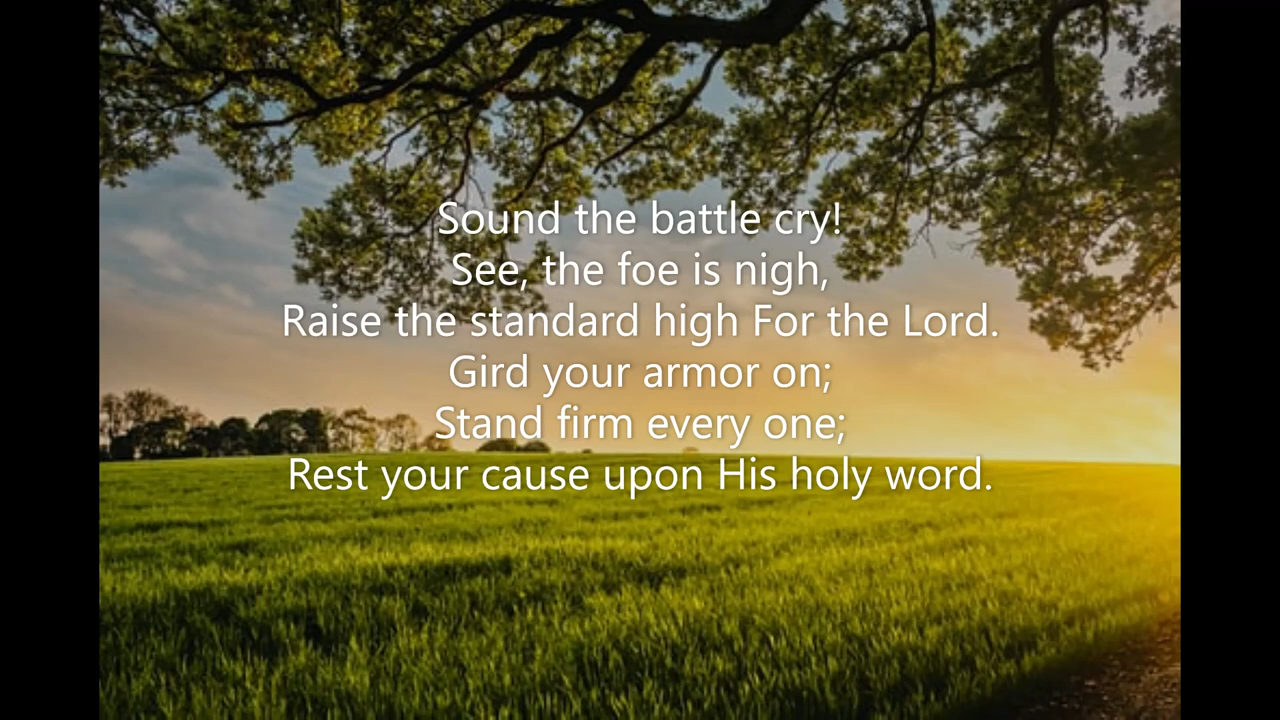 Sound the battle cry!
See, the foe is nigh,
Raise the standard high For the Lord.
Gird your armor on;
Stand firm every one;
Rest your cause upon His holy word.